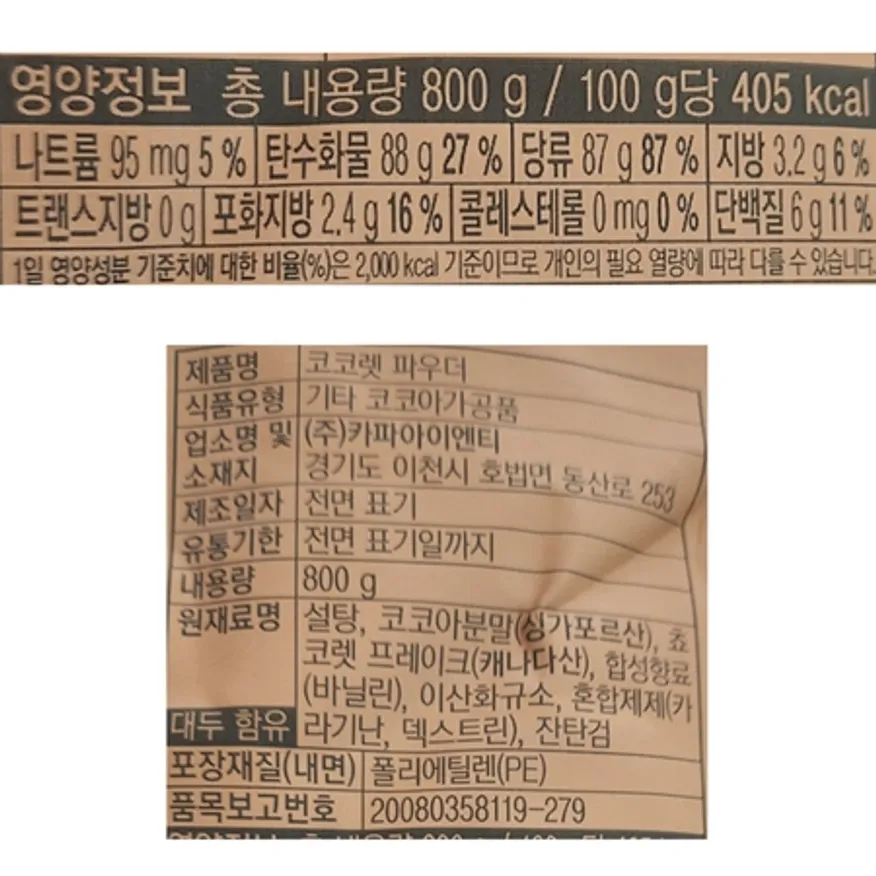 영양정보 총 내용량 800 g / 100 g당 405 kcal
나트륨 95 mg 5 % 탄수화물 88 g 27 % 당류 87 g 87 % 지방 3.2 g 6 %
트랜스지방 0 g 포화지방 2.4 g 16 % 콜레스테롤 0 mg 0 % 단백질 6 g 11 %
1일 영양성분 기준치에 대한 비율(%)은 2,000 kcal 기준이므로 개인의 필요 열량에 따라 다를 수 있습니다.
제품명 코코렛 파우더
식품유형 기타 코코아가공품
업소명 및 (주)카파아이엔티
소재지 경기도 이천시 호법면 동산로 253
제조일자 전면 표기
유통기한 전면 표기일까지
내용량 800 g
원재료명 설탕, 코코아분말(싱가포르산), 쵸
코렛 프레이크(캐나다산), 합성향료
(바닐린), 이산화규소, 혼합제제(카
대두 함유 라기난, 덱스트린), 잔탄검
포장재질(내면) 폴리에틸렌(PE)
품목보고번호 20080358119-279